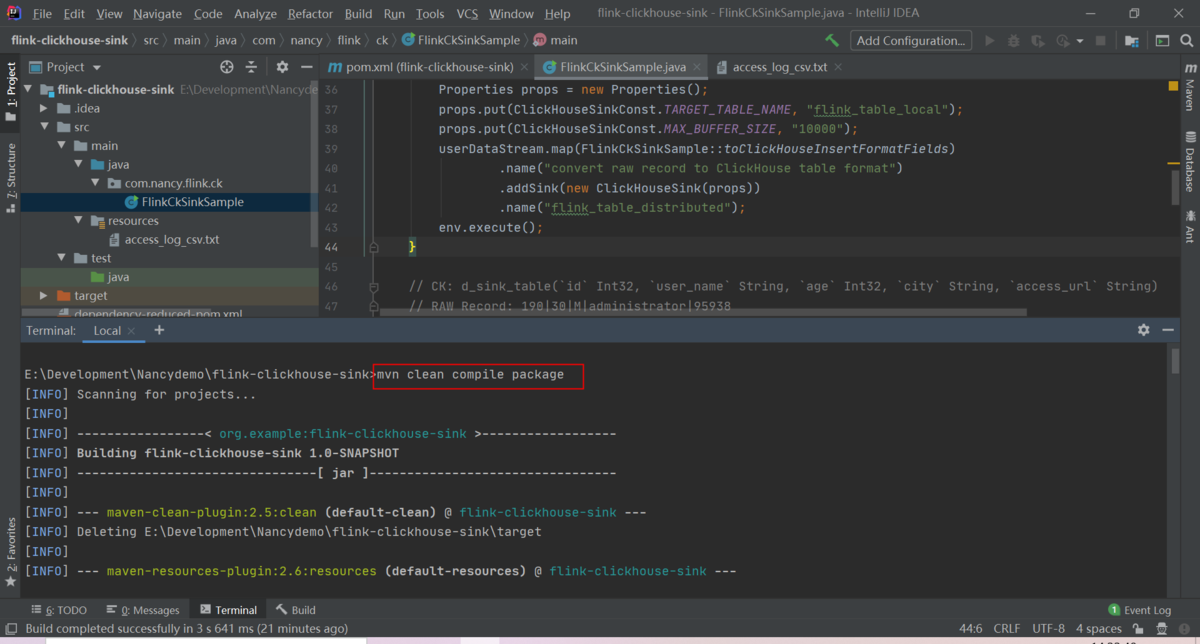 File Edit View Navigate Code Analyze Refactor Build Run Tools VCS Window Help flink-clickhouse-sink - FlinkCkSinkSample.java - IntelliJ IDEA
flink-clickhouse-sink src main java com nancy flink ck FlinkCkSinkSample main Add Configuration...
Project
pom.xml (flink-clickhouse-sink) FlinkCkSinkSample.java access_log_csv.txt
1: Project
Z: Structure
2: Favorites
flink-clickhouse-sink E:\Development\Nancyde
.idea
src
main
java
com.nancy.flink.ck
FlinkCkSinkSample
resources
access_log_csv.txt
test
java
target
dependency-reduced-pom.xml
36 Properties props = new Properties();
37 props.put(ClickHouseSinkConst.TARGET_TABLE_NAME, "flink_table_local");
38 props.put(ClickHouseSinkConst.MAX_BUFFER_SIZE, "10000");
39 userDataStream.map(FlinkCkSinkSample::toClickHouseInsertFormatFields)
40 .name("convert raw record to ClickHouse table format")
41 .addSink(new ClickHouseSink(props))
42 .name("flink_table_distributed");
43 env.execute();
44 }
45
46 // CK: d_sink_table(`id` Int32, `user_name` String, `age` Int32, `city` String, `access_url` String)
47 // RAW Record: 190|30|M|administrator|95938
Maven
Database
Ant
Terminal: Local +
E:\Development\Nancydemo\flink-clickhouse-sink>mvn clean compile package
[INFO] Scanning for projects...
[INFO]
[INFO] ----------------< org.example:flink-clickhouse-sink >-----------------
[INFO] Building flink-clickhouse-sink 1.0-SNAPSHOT
[INFO] --------------------------------[ jar ]---------------------------------
[INFO]
[INFO] --- maven-clean-plugin:2.5:clean (default-clean) @ flink-clickhouse-sink ---
[INFO] Deleting E:\Development\Nancydemo\flink-clickhouse-sink\target
[INFO]
[INFO] --- maven-resources-plugin:2.6:resources (default-resources) @ flink-clickhouse-sink ---
6: TODO 0: Messages Terminal Build 1 Event Log
Build completed successfully in 3 s 641 ms (21 minutes ago) 44:6 CRLF UTF-8 4 spaces